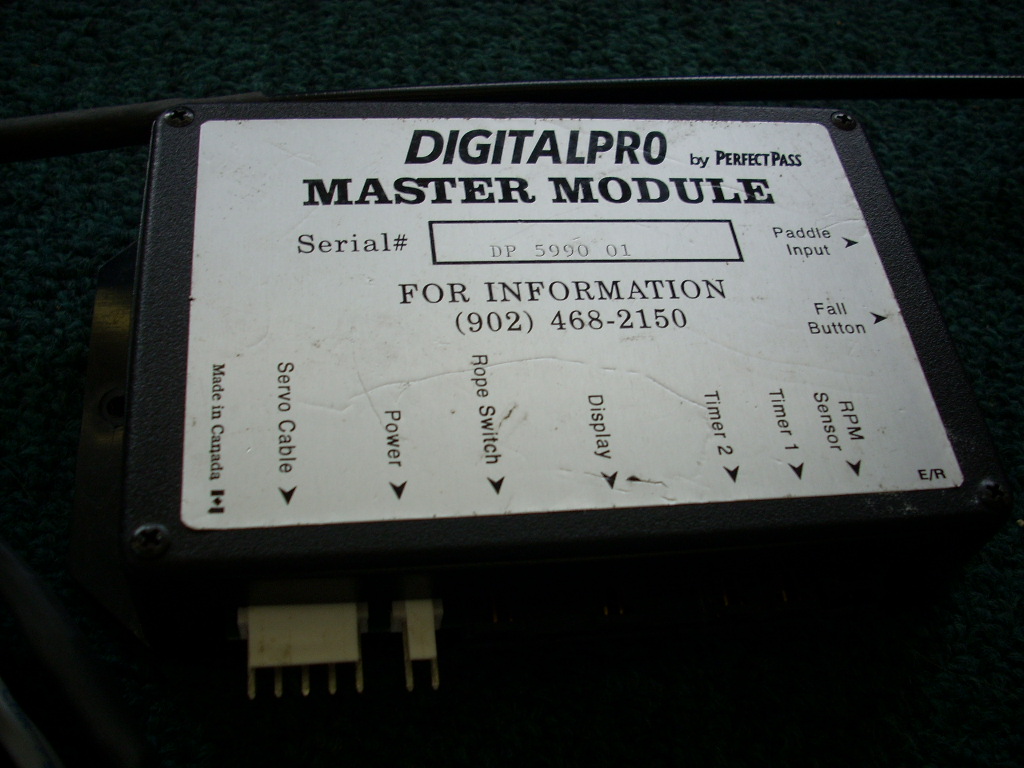 DIGITALPRO by PERFECTPASS
MASTER MODULE
Serial# DP 5990 01
Paddle
Input
FOR INFORMATION
(902) 468-2150
Fall
Button
Made in Canada
Servo Cable
Power
Rope Switch
Display
Timer 2
Timer 1
RPM
Sensor
E/R